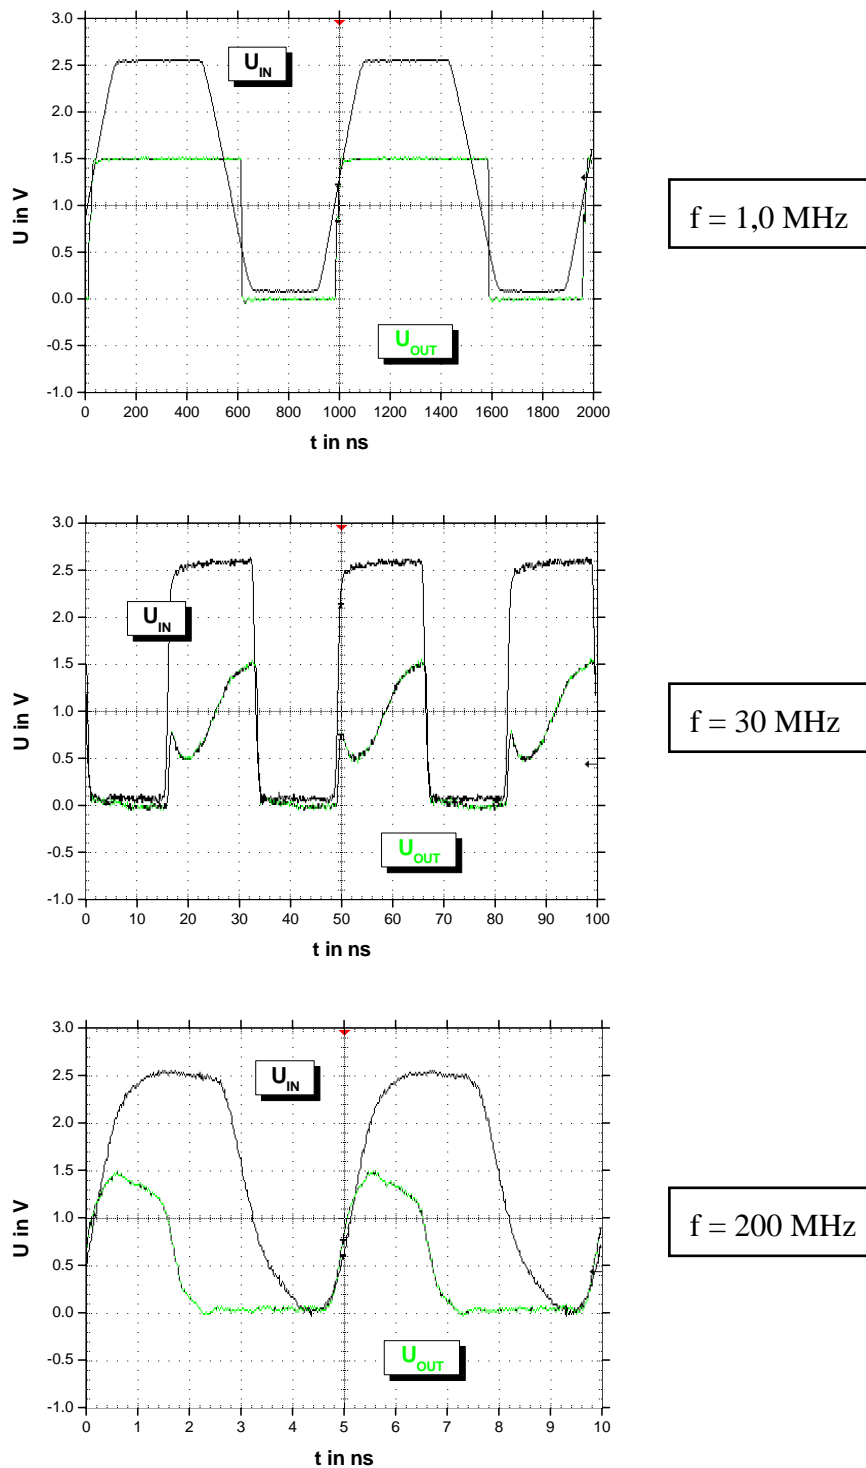 3.0
2.5
2.0
1.5
1.0
0.5
0.0
-0.5
-1.0
U in V
U_IN
U_OUT
0 200 400 600 800 1000 1200 1400 1600 1800 2000
t in ns
f = 1,0 MHz
3.0
2.5
2.0
1.5
1.0
0.5
0.0
-0.5
-1.0
U in V
U_IN
U_OUT
0 10 20 30 40 50 60 70 80 90 100
t in ns
f = 30 MHz
3.0
2.5
2.0
1.5
1.0
0.5
0.0
-0.5
-1.0
U in V
U_IN
U_OUT
0 1 2 3 4 5 6 7 8 9 10
t in ns
f = 200 MHz